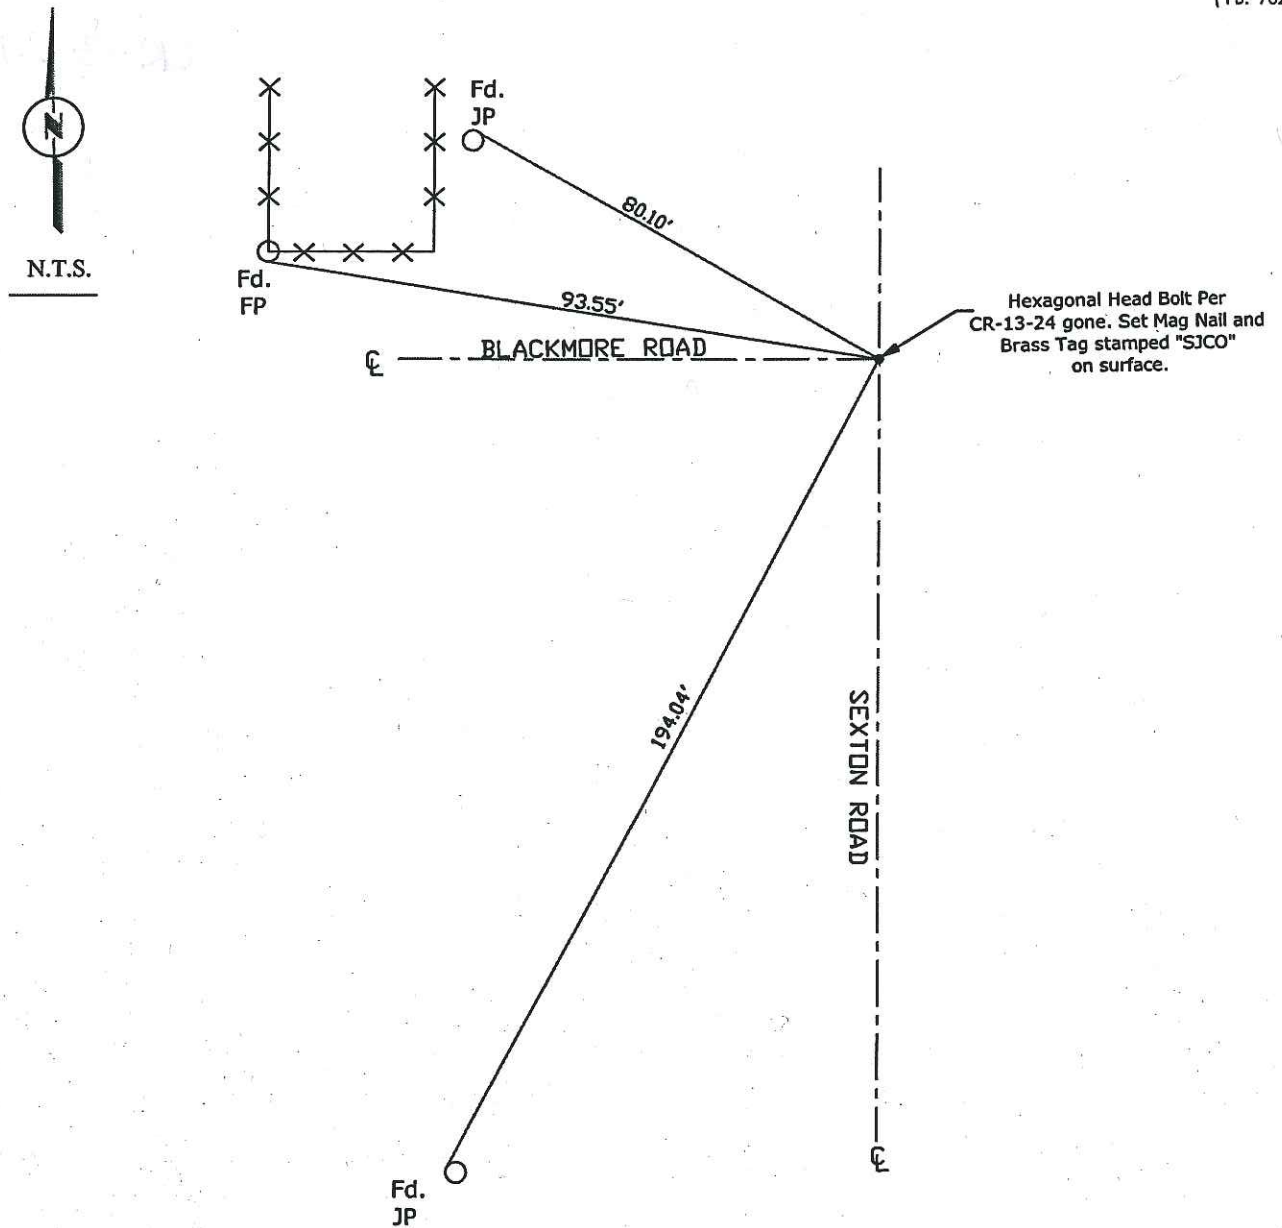 N
N.T.S.
Fd.
JP
80.10'
Fd.
FP
93.55'
℄ BLACKMORE ROAD
Hexagonal Head Bolt Per
CR-13-24 gone. Set Mag Nail and
Brass Tag stamped "SJCO"
on surface.
194.04'
SEXTON ROAD
℄
Fd.
JP